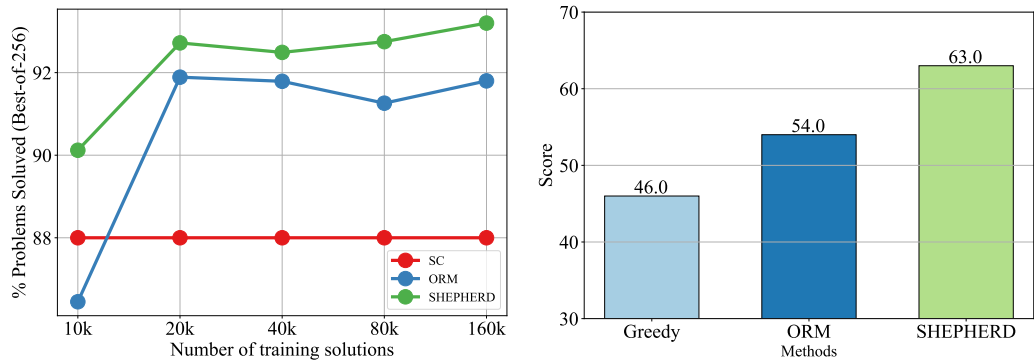 % Problems Soluved (Best-of-256)
92
90
88
SC
ORM
SHEPHERD
10k
20k
40k
80k
160k
Number of training solutions
Score
70
60
50
40
30
46.0
54.0
63.0
Greedy
ORM
SHEPHERD
Methods